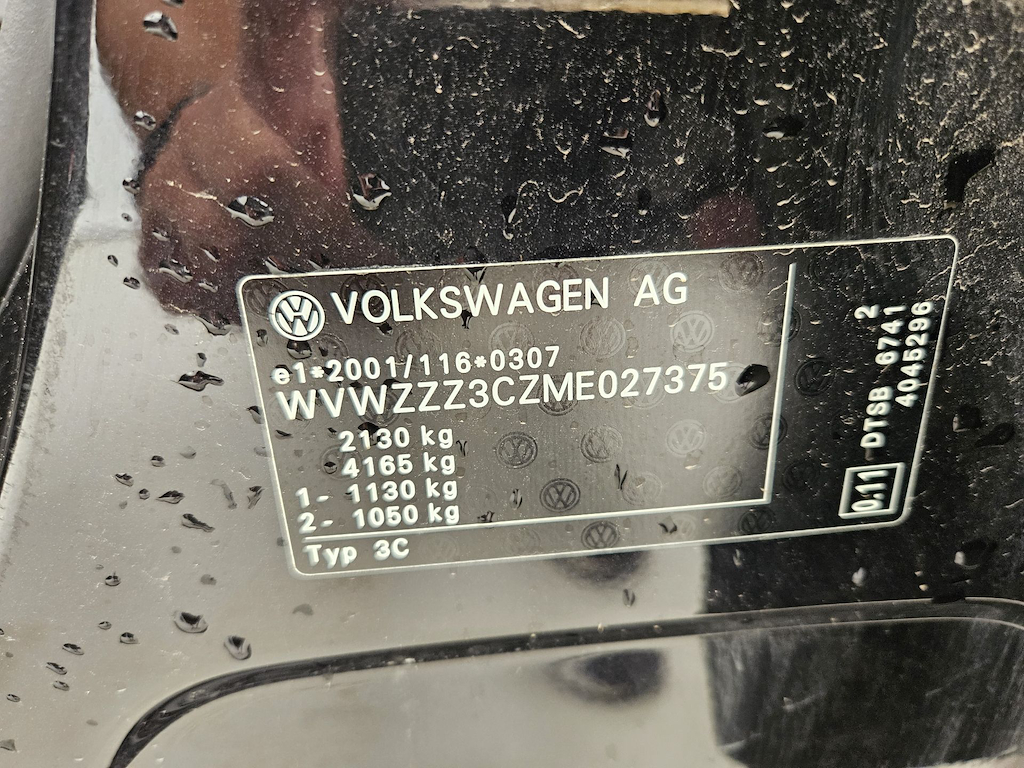 VOLKSWAGEN AG
e1*2001/116*0307
WVWZZZ3CZME027375
2130 kg
4165 kg
1- 1130 kg
2- 1050 kg
Typ 3C
0.11
DTSB 6741 2
4045296